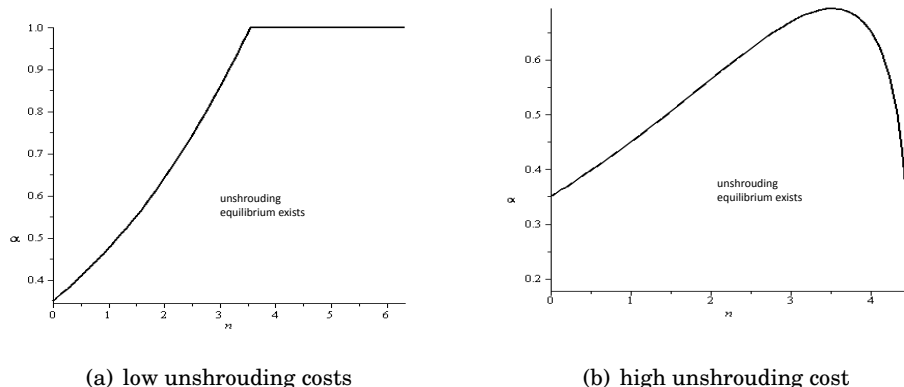 1.0
0.9
0.8
0.7
0.6
0.5
α
0.4
0
1
2
3
4
5
6
n
unshrouding
equilibrium exists
(a) low unshrouding costs
0.6
0.5
0.4
α
0.3
0.2
0
1
2
3
4
n
unshrouding
equilibrium exists
(b) high unshrouding cost